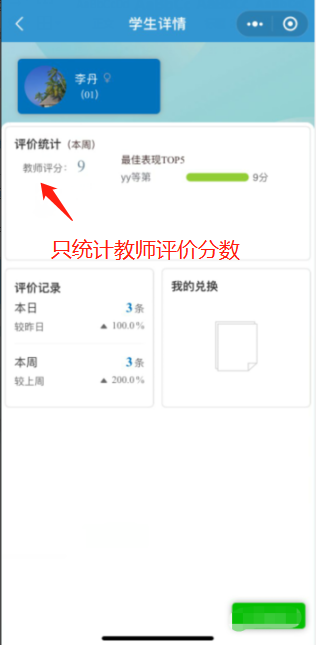 学生详情
李丹
(01)
评价统计（本周）
教师评分： 9
最佳表现TOP5
yy等第 9分
只统计教师评价分数
评价记录
本日 3条
较昨日 ▲ 100.0%
本周 3条
较上周 ▲ 200.0%
我的兑换